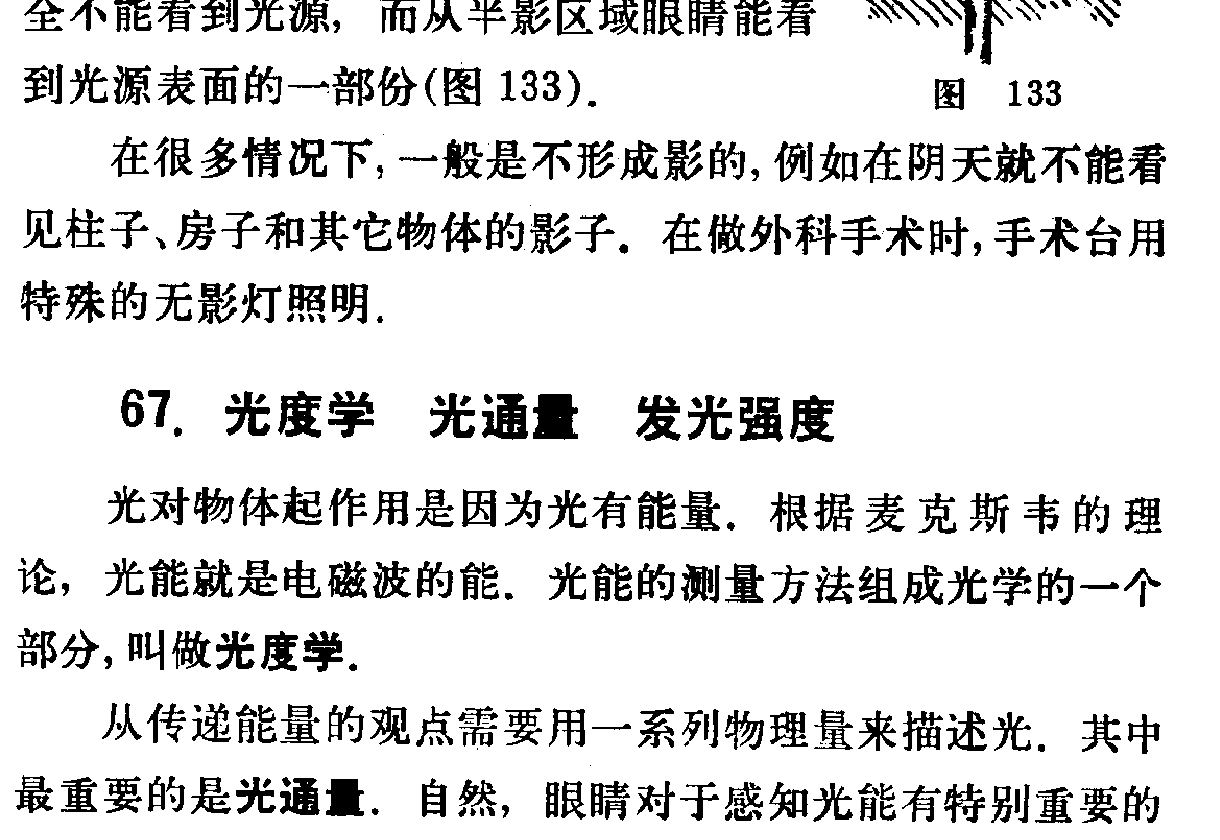 全不能看到光源, 而从半影区域眼睛能看
到光源表面的一部份(图 133).
图 133
在很多情况下, 一般是不形成影的, 例如在阴天就不能看
见柱子、房子和其它物体的影子. 在做外科手术时, 手术台用
特殊的无影灯照明.
67. 光度学 光通量 发光强度
光对物体起作用是因为光有能量. 根据麦克斯韦的理
论, 光能就是电磁波的能. 光能的测量方法组成光学的一个
部分, 叫做光度学.
从传递能量的观点需要用一系列物理量来描述光. 其中
最重要的是光通量. 自然, 眼睛对于感知光能有特别重要的